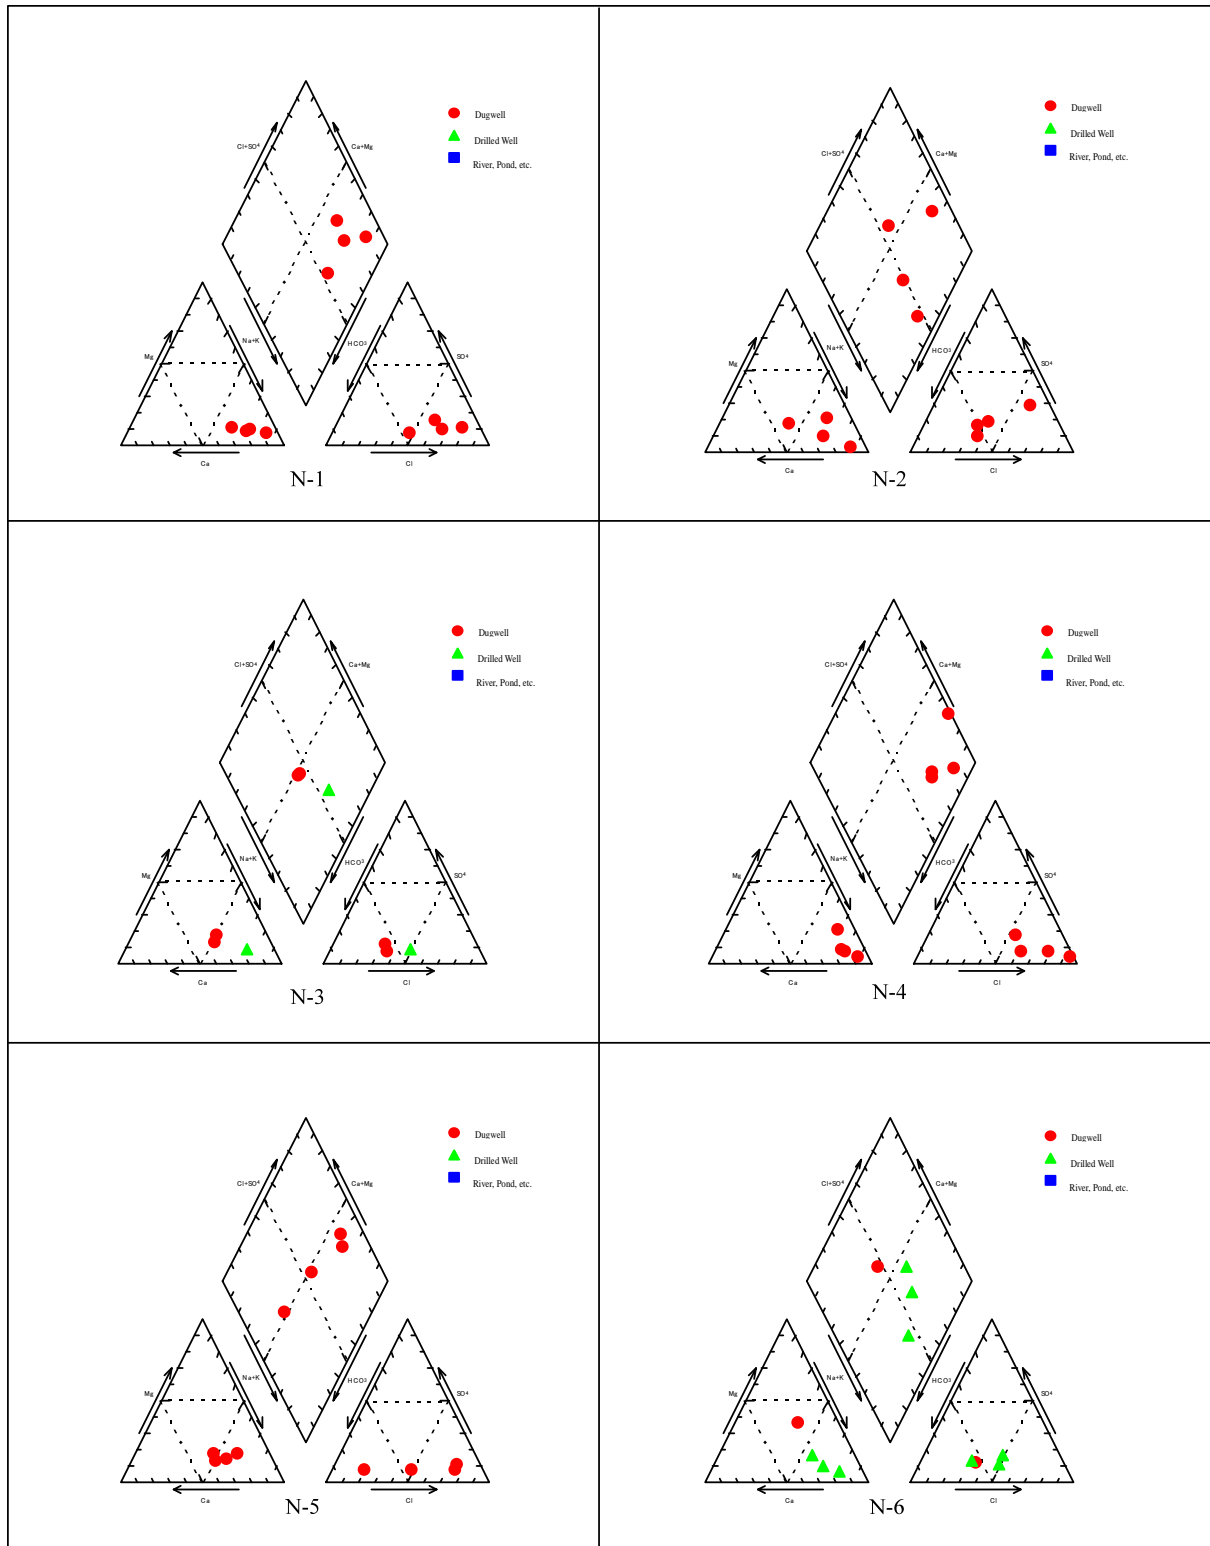 Dugwell
Drilled Well
River, Pond, etc.
Cl+SO4
Ca+Mg
Mg
Na+K
HCO3
SO4
Ca
Cl
N-1
Dugwell
Drilled Well
River, Pond, etc.
Cl+SO4
Ca+Mg
Mg
Na+K
HCO3
SO4
Ca
Cl
N-2
Dugwell
Drilled Well
River, Pond, etc.
Cl+SO4
Ca+Mg
Mg
Na+K
HCO3
SO4
Ca
Cl
N-3
Dugwell
Drilled Well
River, Pond, etc.
Cl+SO4
Ca+Mg
Mg
Na+K
HCO3
SO4
Ca
Cl
N-4
Dugwell
Drilled Well
River, Pond, etc.
Cl+SO4
Ca+Mg
Mg
Na+K
HCO3
SO4
Ca
Cl
N-5
Dugwell
Drilled Well
River, Pond, etc.
Cl+SO4
Ca+Mg
Mg
Na+K
HCO3
SO4
Ca
Cl
N-6